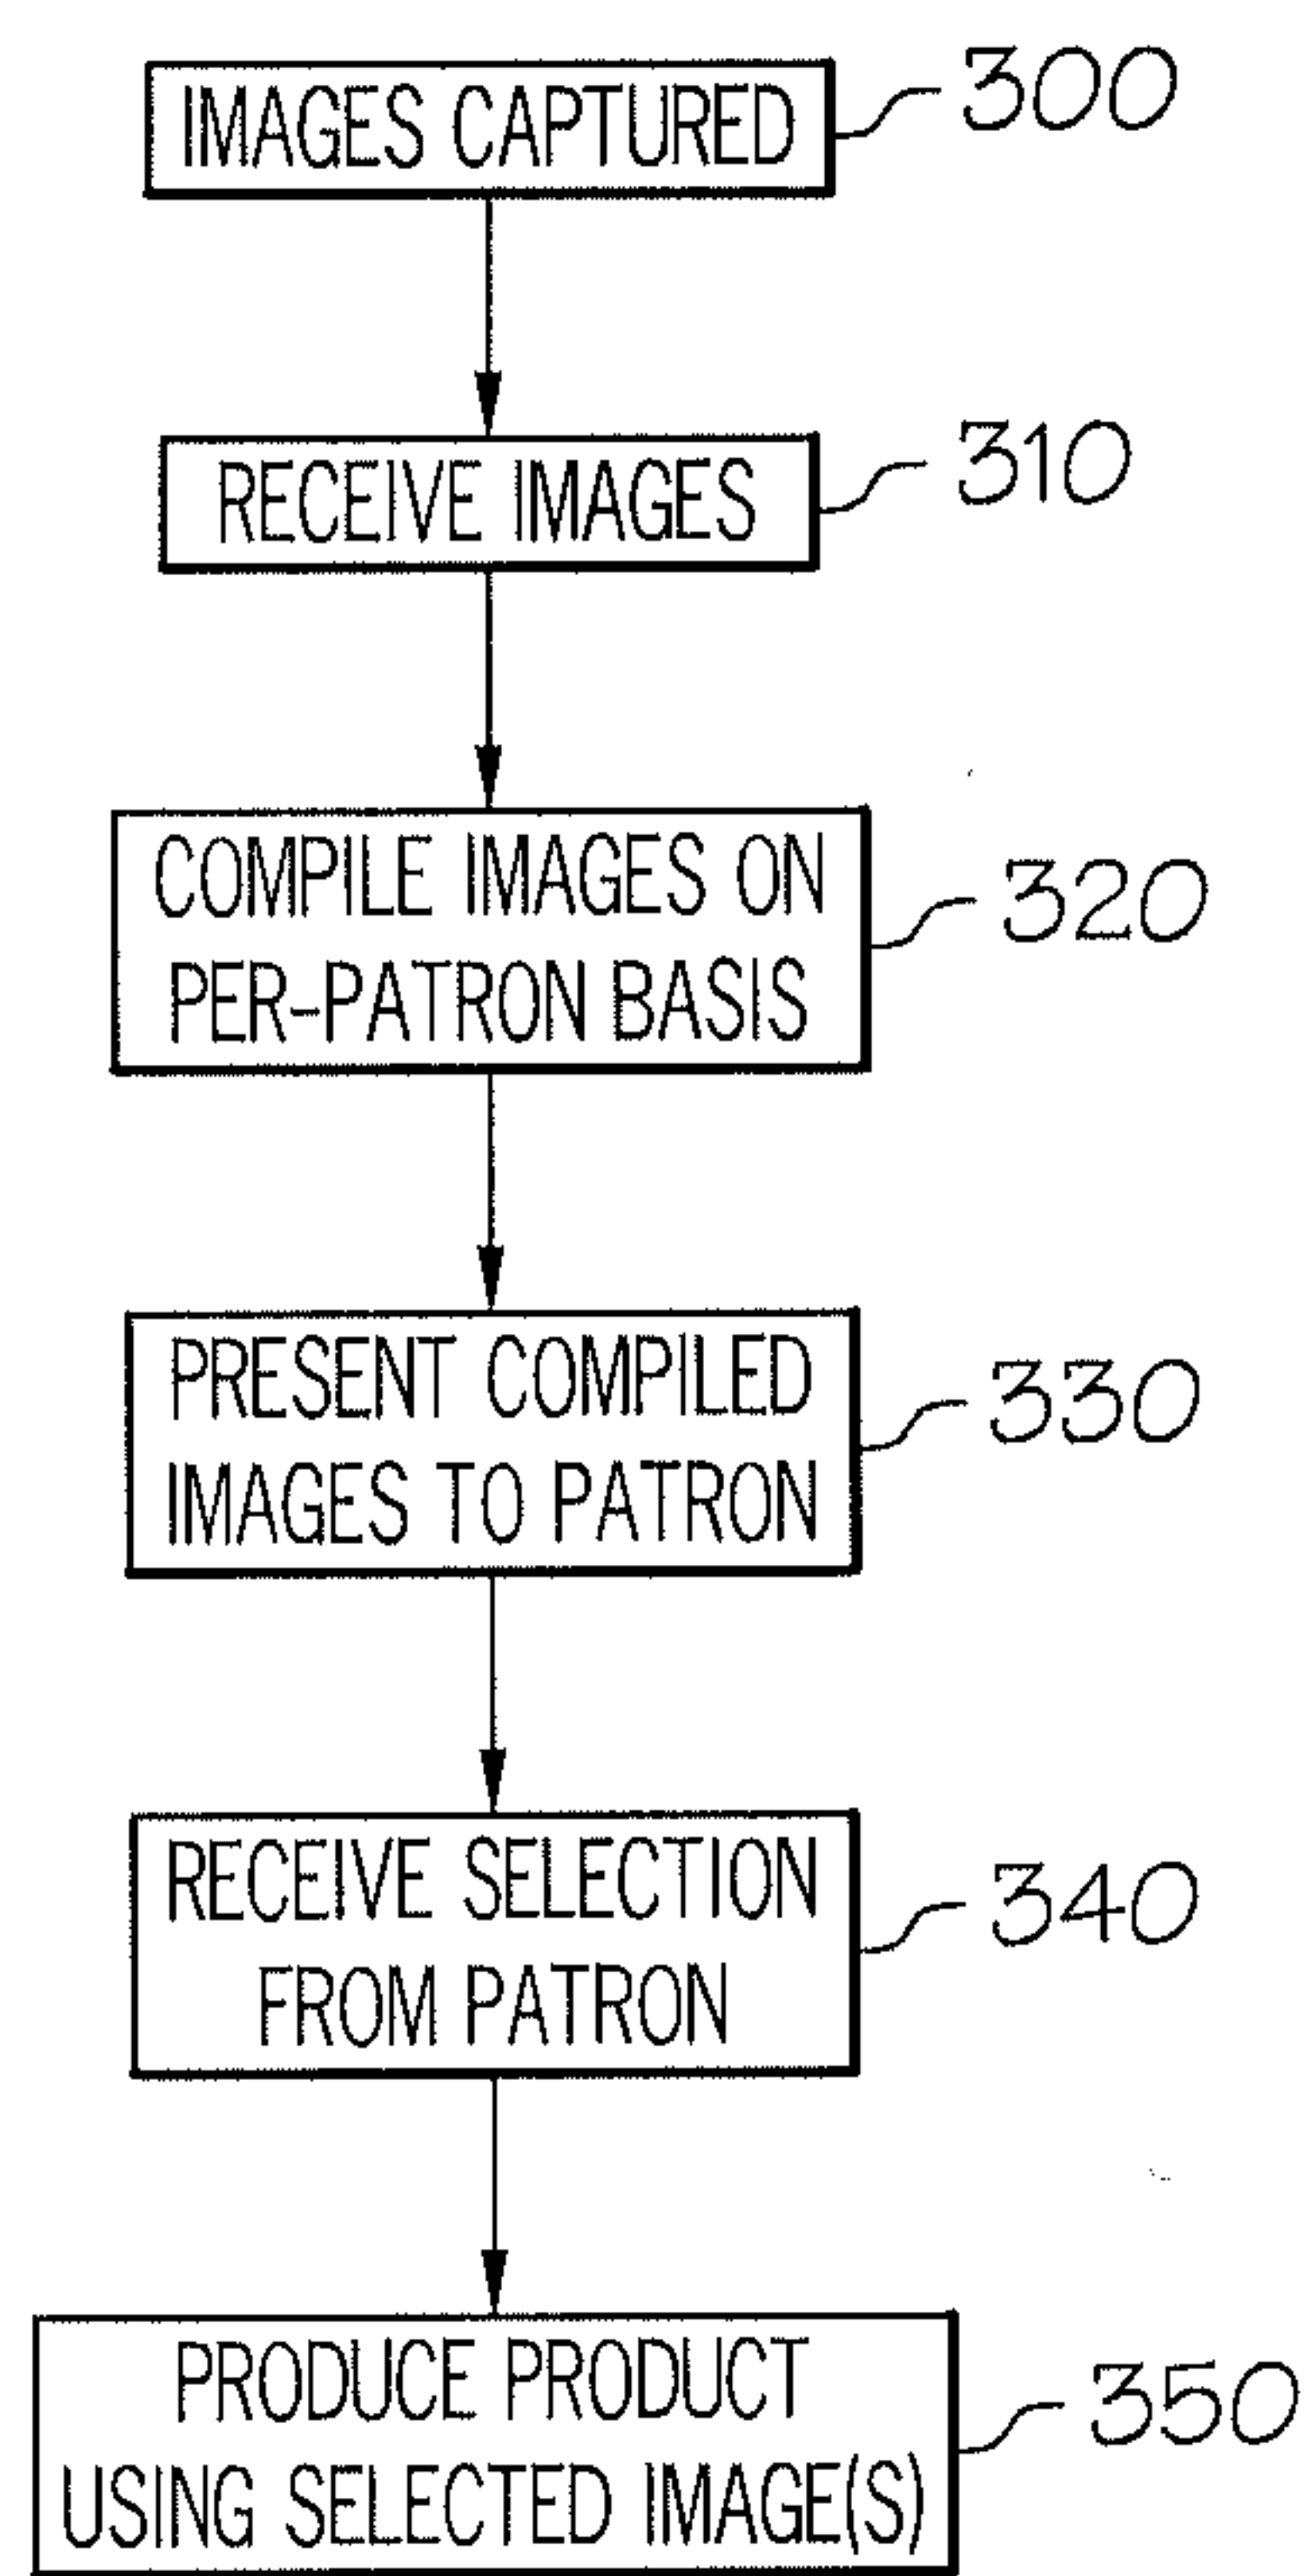 IMAGES CAPTURED
300
RECEIVE IMAGES
310
COMPILE IMAGES ON
PER-PATRON BASIS
320
PRESENT COMPILED
IMAGES TO PATRON
330
RECEIVE SELECTION
FROM PATRON
340
PRODUCE PRODUCT
USING SELECTED IMAGE(S)
350